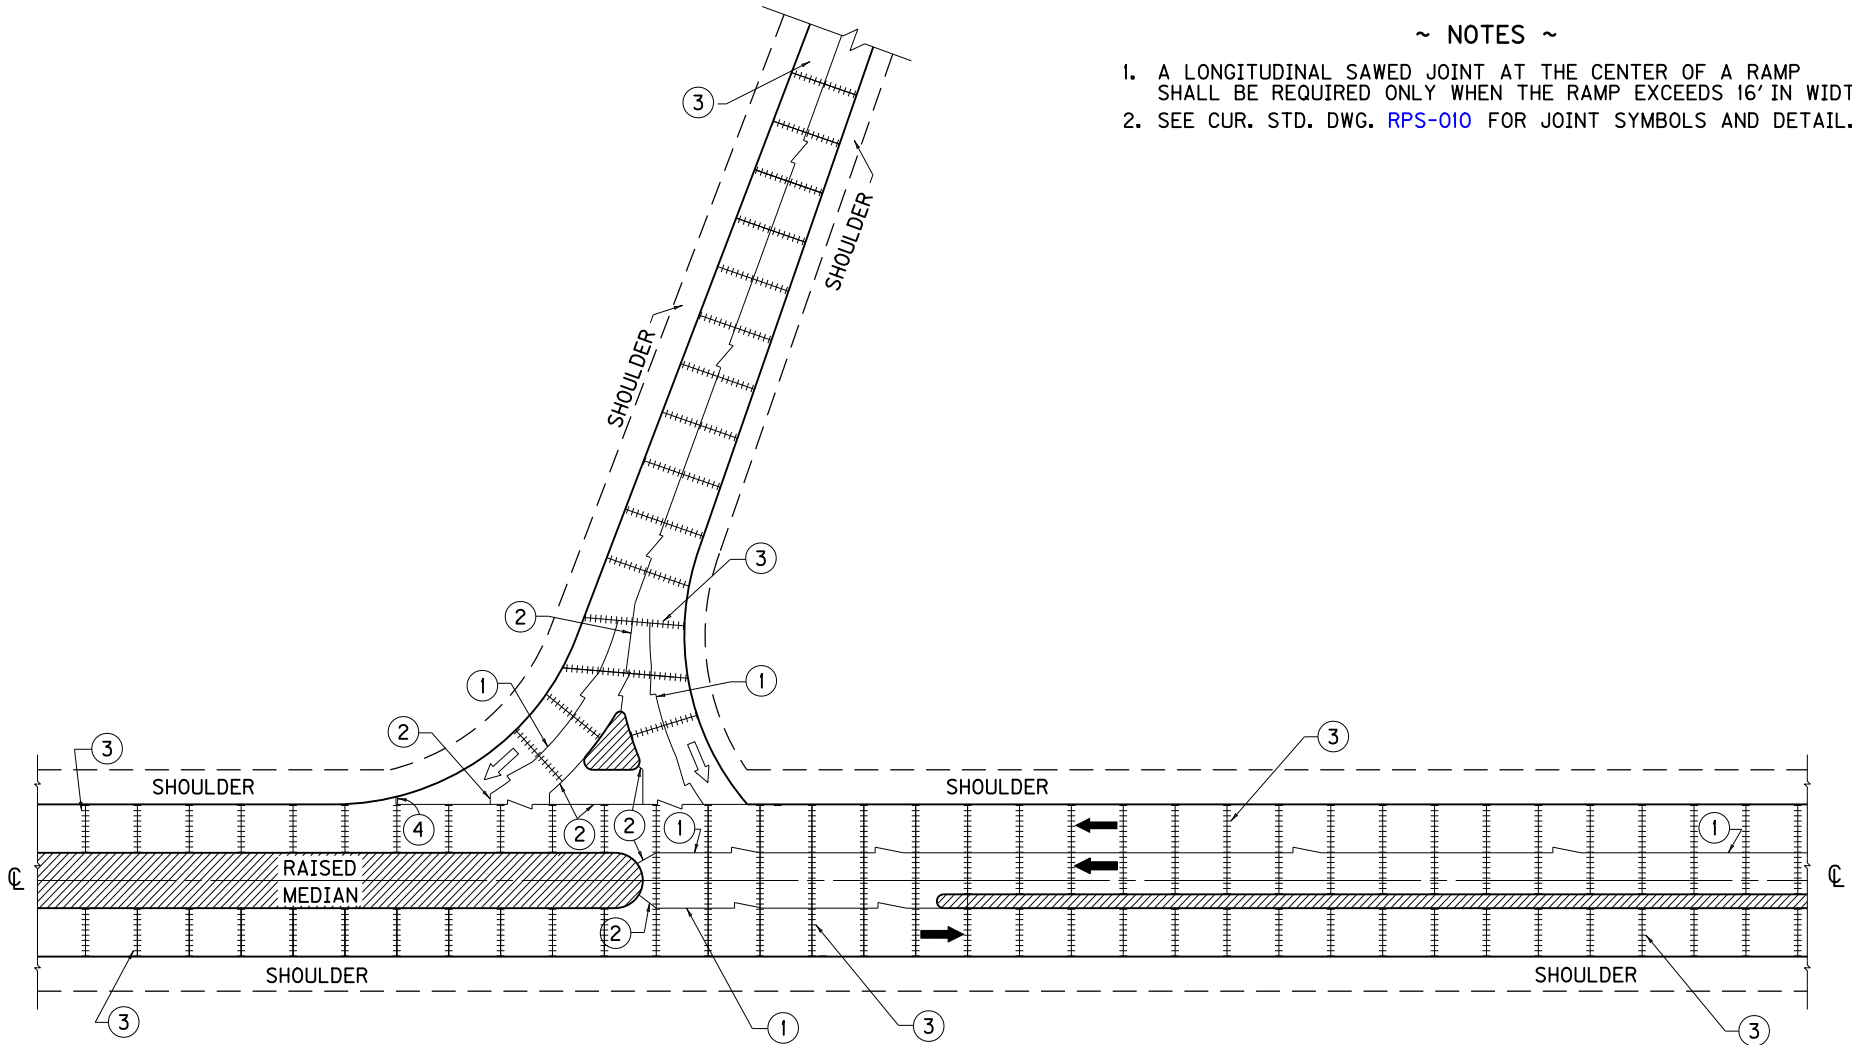 ~ NOTES ~
1. A LONGITUDINAL SAWED JOINT AT THE CENTER OF A RAMP
SHALL BE REQUIRED ONLY WHEN THE RAMP EXCEEDS 16' IN WIDT
2. SEE CUR. STD. DWG. RPS-010 FOR JOINT SYMBOLS AND DETAIL.
3
SHOULDER
SHOULDER
3
2
1
1
2
3
3
SHOULDER
SHOULDER
4
2
2
1
1
RAISED
MEDIAN
℄
℄
2
SHOULDER
SHOULDER
3
1
3
3